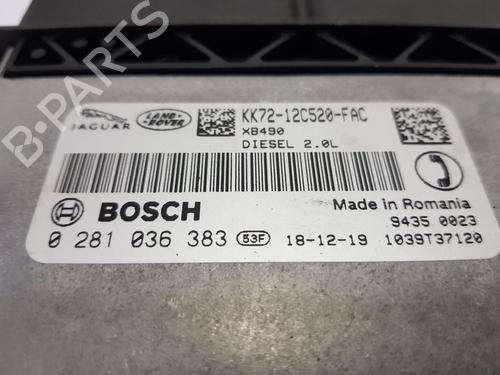 JAGUAR
LAND-
ROVER
KK72-12C520-FAC
XB490
DIESEL 2.0L
BOSCH
Made in Romania
9435 0023
0 281 036 383 53F 18-12-19 1039T37120